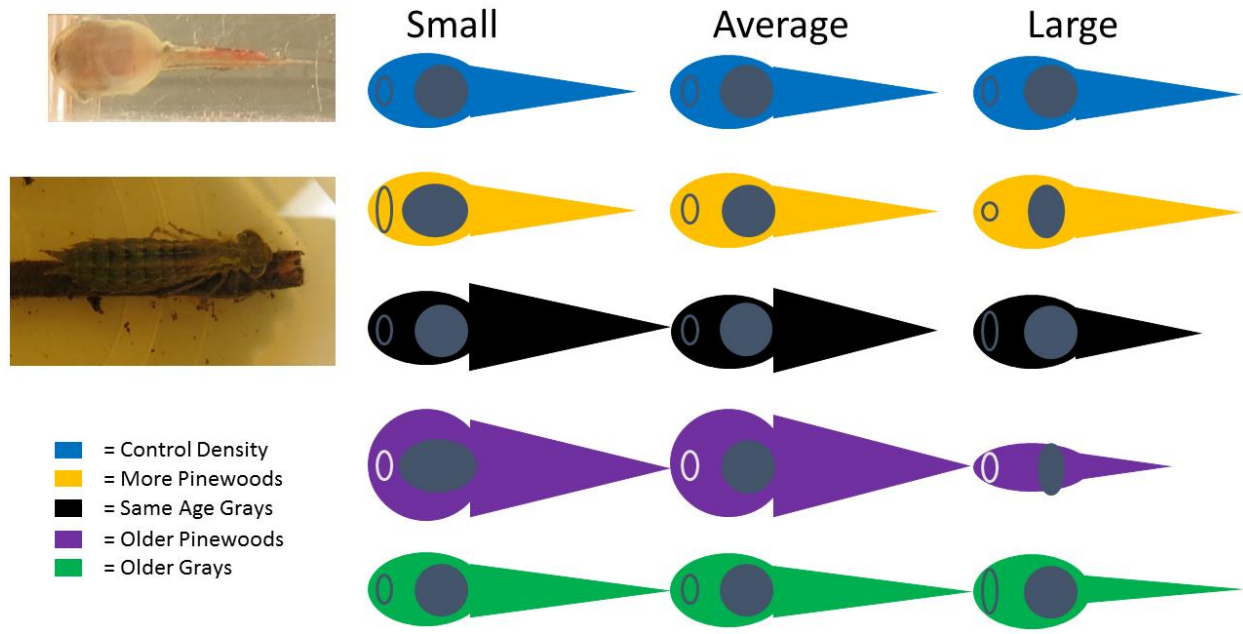 Small Average Large
= Control Density
= More Pinewoods
= Same Age Grays
= Older Pinewoods
= Older Grays